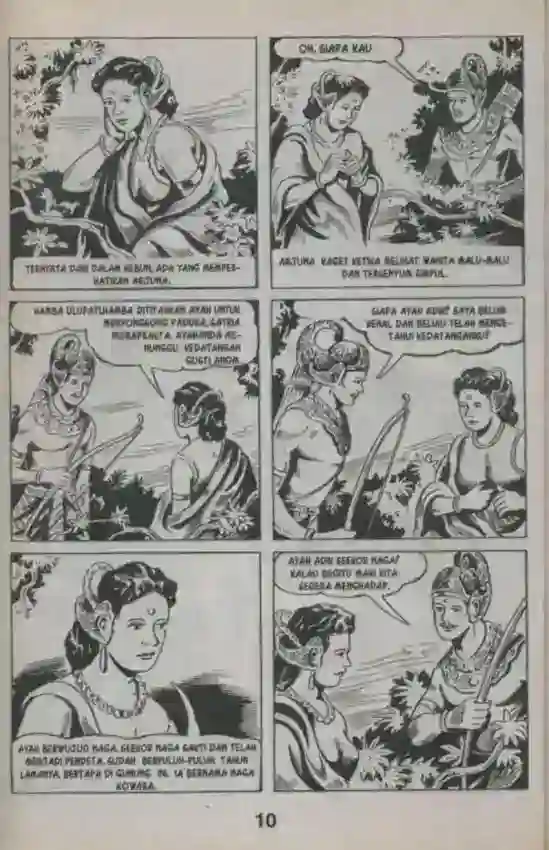 TERNYATA DARI DALAM KEBUN, ADA YANG MEMPER-
HATIKAN ARJUNA.
OH, SIAPA KAU
ARJUNA KAGET KETIKA MELIHAT WANITA MALU-MALU
DAN TERSENYUM SIMPUL.
HAMBA ULUPATI, HAMBA DITITAHKAN AYAH UNTUK
MENYONGSONG PADUKA, SATRIA
AYAHANDA ME-
NUNGGU KEDATANGAN
GUSTI ANOM.
SIAPA AYAH ADIK? SAYA BELUM
KENAL DAN BELIAU TELAH MENGE-
TAHUI KEDATANGANKU?
AYAH BERWUJUD NAGA, SEEKOR NAGA SAKTI DAN TELAH
MENJADI PENDETA. SUDAH BERPULUH-PULUH TAHUN
LAMANYA BERTAPA DI GUNUNG INI. IA BERNAMA NAGA
KOWARA.
AYAH ADIK SEEKOR NAGA?
KALAU BEGITU MARI KITA
SEGERA MENGHADAP.
10